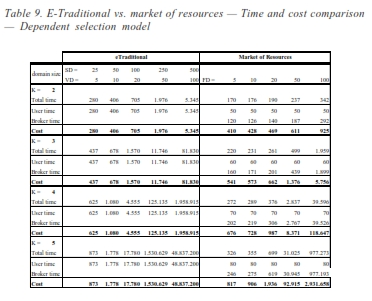 Table 9. E-Traditional vs. market of resources — Time and cost comparison
— Dependent selection model
eTraditional Market of Resources
domain size SD = 25 50 100 250 500
VD = 5 10 20 50 100 FD = 5 10 20 50 100
K = 2
Total time 280 406 705 1.976 5.345 170 176 190 237 342
User time 280 406 705 1.976 5.345 50 50 50 50 50
Broker time 120 126 140 187 292
Cost 280 406 705 1.976 5.345 410 428 469 611 925
K = 3
Total time 437 678 1.570 11.746 81.830 220 231 261 499 1.959
User time 437 678 1.570 11.746 81.830 60 60 60 60 60
Broker time 160 171 201 439 1.899
Cost 437 678 1.570 11.746 81.830 541 573 662 1.376 5.756
K = 4
Total time 625 1.080 4.555 125.135 1.958.915 272 289 376 2.837 39.596
User time 625 1.080 4.555 125.135 1.958.915 70 70 70 70 70
Broker time 202 219 306 2.767 39.526
Cost 625 1.080 4.555 125.135 1.958.915 676 728 987 8.371 118.647
K = 5
Total time 873 1.778 17.780 1.530.629 48.837.200 326 355 699 31.025 977.273
User time 873 1.778 17.780 1.530.629 48.837.200 80 80 80 80 80
Broker time 246 275 619 30.945 977.193
Cost 873 1.778 17.780 1.530.629 48.837.200 817 906 1.936 92.915 2.931.658